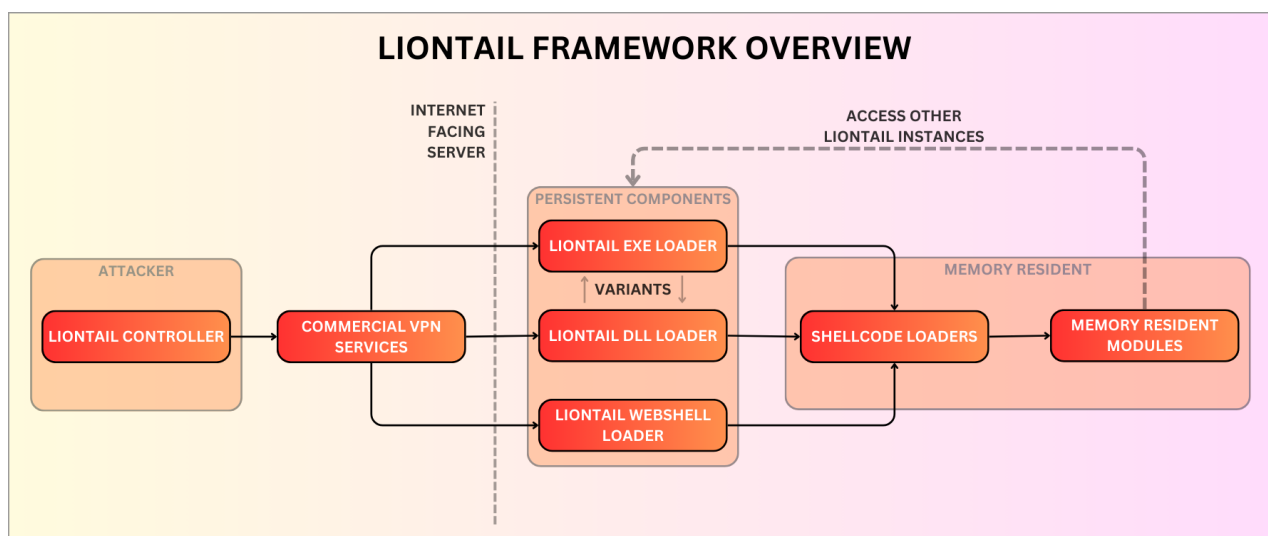 LIONTAIL FRAMEWORK OVERVIEW
INTERNET
FACING
SERVER
ACCESS OTHER
LIONTAIL INSTANCES
PERSISTENT COMPONENTS
LIONTAIL EXE LOADER
VARIANTS
ATTACKER
LIONTAIL CONTROLLER
COMMERCIAL VPN
SERVICES
LIONTAIL DLL LOADER
LIONTAIL WEBSHELL
LOADER
MEMORY RESIDENT
SHELLCODE LOADERS
MEMORY RESIDENT
MODULES